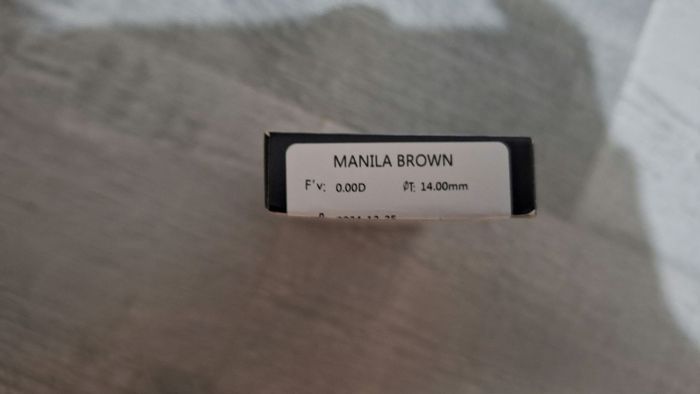 MANILA BROWN
F'v: 0.00D øT: 14.00mm